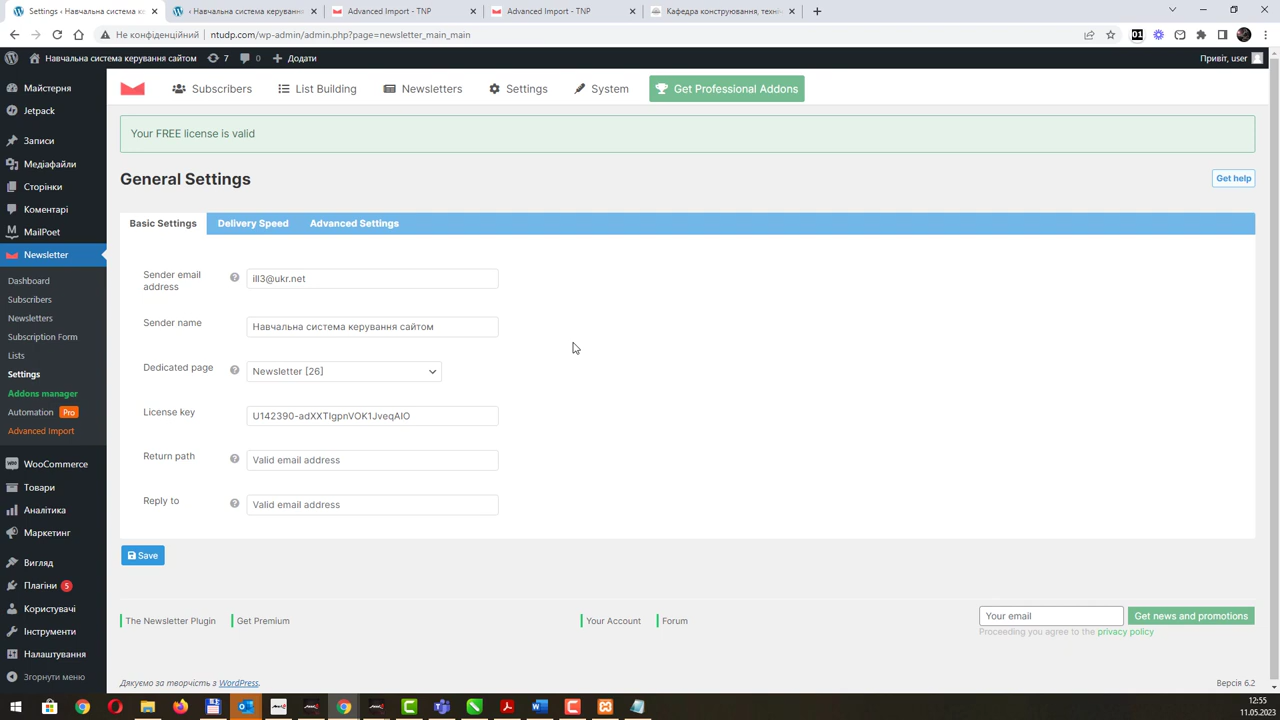 Settings ‹ Навчальна система ке
‹ Навчальна система керування
Advanced Import - TNP
Advanced Import - TNP
Кафедра конструювання, техніч
Не конфіденційний
ntudp.com/wp-admin/admin.php?page=newsletter_main_main
Навчальна система керування сайтом
7
0
Додати
Привіт, user
Майстерня
Jetpack
Записи
Медіафайли
Сторінки
Коментарі
MailPoet
Newsletter
Dashboard
Subscribers
Newsletters
Subscription Form
Lists
Settings
Addons manager
Automation Pro
Advanced Import
WooCommerce
Товари
Аналітика
Маркетинг
Вигляд
Плагіни 5
Користувачі
Інструменти
Налаштування
Згорнути меню
Subscribers
List Building
Newsletters
Settings
System
Get Professional Addons
Your FREE license is valid
General Settings
Get help
Basic Settings
Delivery Speed
Advanced Settings
Sender email
address
ill3@ukr.net
Sender name
Навчальна система керування сайтом
Dedicated page
Newsletter [26]
License key
U142390-adXXTIgpnVOK1JveqAIO
Return path
Valid email address
Reply to
Valid email address
Save
The Newsletter Plugin
Get Premium
Your Account
Forum
Your email
Get news and promotions
Proceeding you agree to the privacy policy
Дякуємо за творчість з WordPress.
Версія 6.2
12:55
11.05.2023